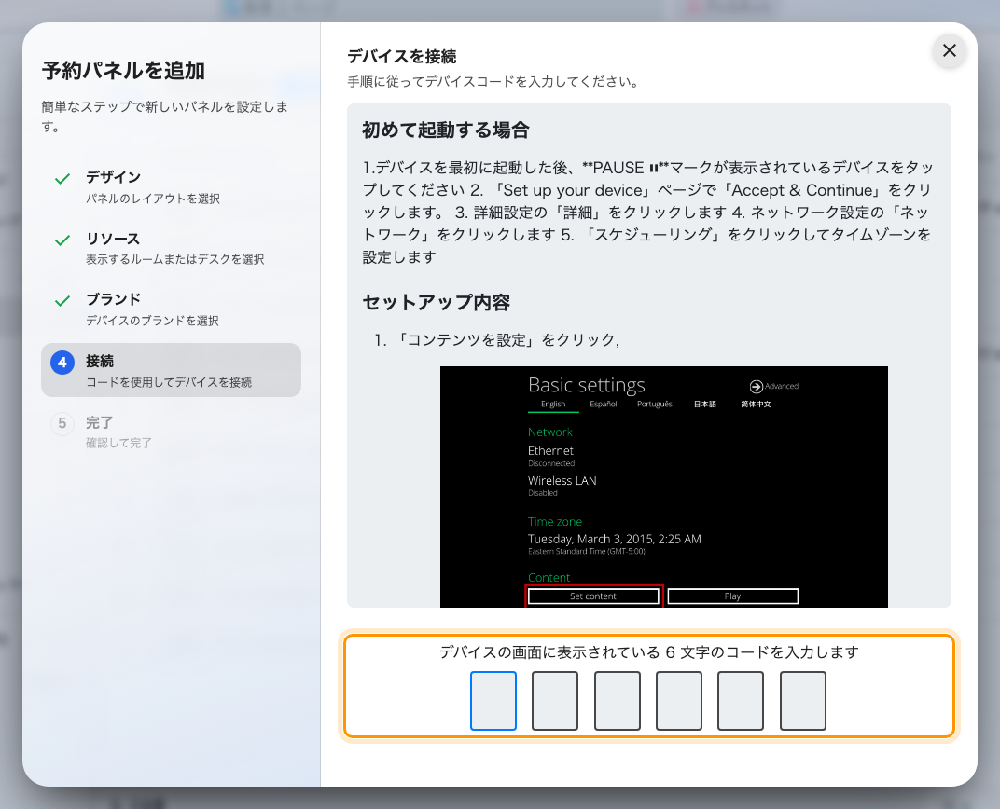 予約パネルを追加
簡単なステップで新しいパネルを設定しま
す。
デザイン
パネルのレイアウトを選択
リソース
表示するルームまたはデスクを選択
ブランド
デバイスのブランドを選択
4
接続
コードを使用してデバイスを接続
5
完了
確認して完了
デバイスを接続
手順に従ってデバイスコードを入力してください。
初めて起動する場合
1.デバイスを最初に起動した後、**PAUSE ⏸**マークが表示されているデバイスをタッ
プしてください 2. 「Set up your device」ページで「Accept & Continue」をクリ
ックします。 3. 詳細設定の「詳細」をクリックします 4. ネットワーク設定の「ネッ
トワーク」をクリックします 5. 「スケジューリング」をクリックしてタイムゾーンを
設定します
セットアップ内容
1. 「コンテンツを設定」をクリック,
Basic settings
Advanced
English Español Português 日本語 简体中文
Network
Ethernet
Disconnected
Wireless LAN
Disabled
Time zone
Tuesday, March 3, 2015, 2:25 AM
Eastern Standard Time (GMT-5:00)
Content
Set content Play
デバイスの画面に表示されている 6 文字のコードを入力します